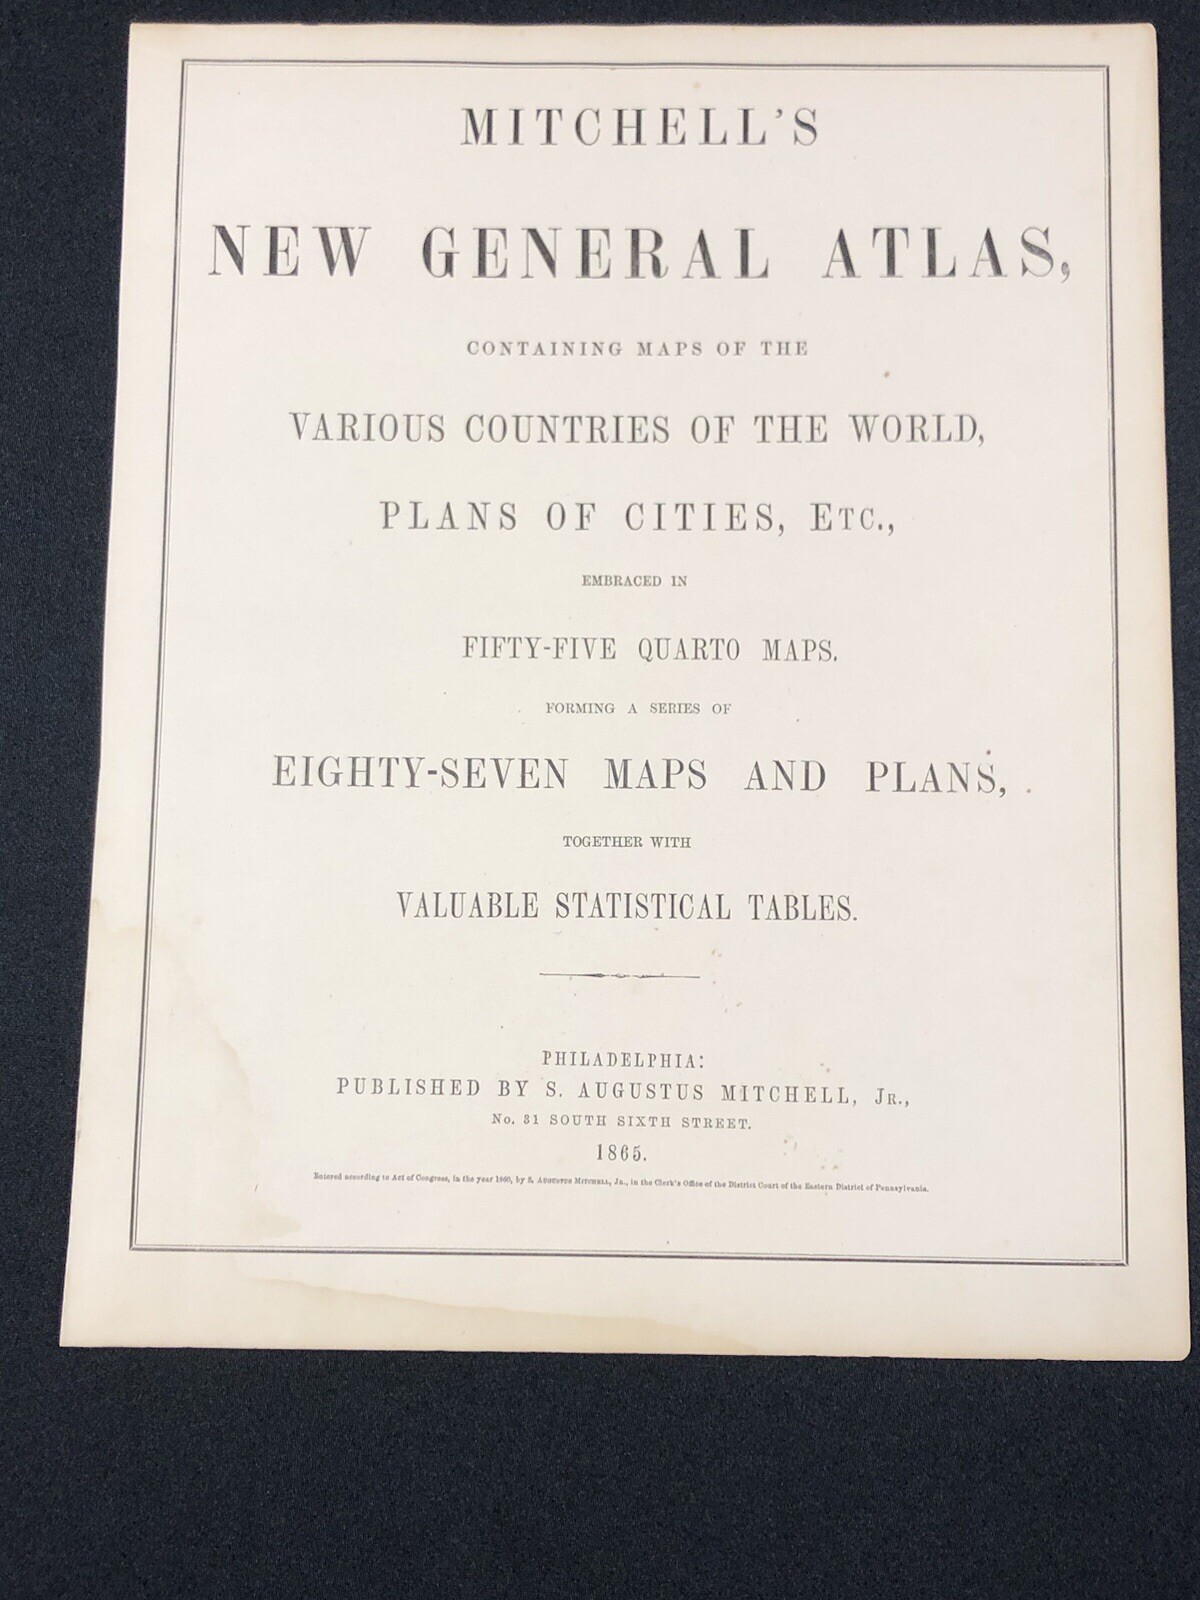 MITCHELL'S
NEW GENERAL ATLAS,
CONTAINING MAPS OF THE
VARIOUS COUNTRIES OF THE WORLD,
PLANS OF CITIES, ETC.,
EMBRACED IN
FIFTY-FIVE QUARTO MAPS.
FORMING A SERIES OF
EIGHTY-SEVEN MAPS AND PLANS,
TOGETHER WITH
VALUABLE STATISTICAL TABLES.
PHILADELPHIA:
PUBLISHED BY S. AUGUSTUS MITCHELL, JR.,
No. 31 SOUTH SIXTH STREET.
1865.
Entered according to Act of Congress, in the year 1860, by S. AUGUSTUS MITCHELL, JR., in the Clerk's Office of the District Court of the Eastern District of Pennsylvania.